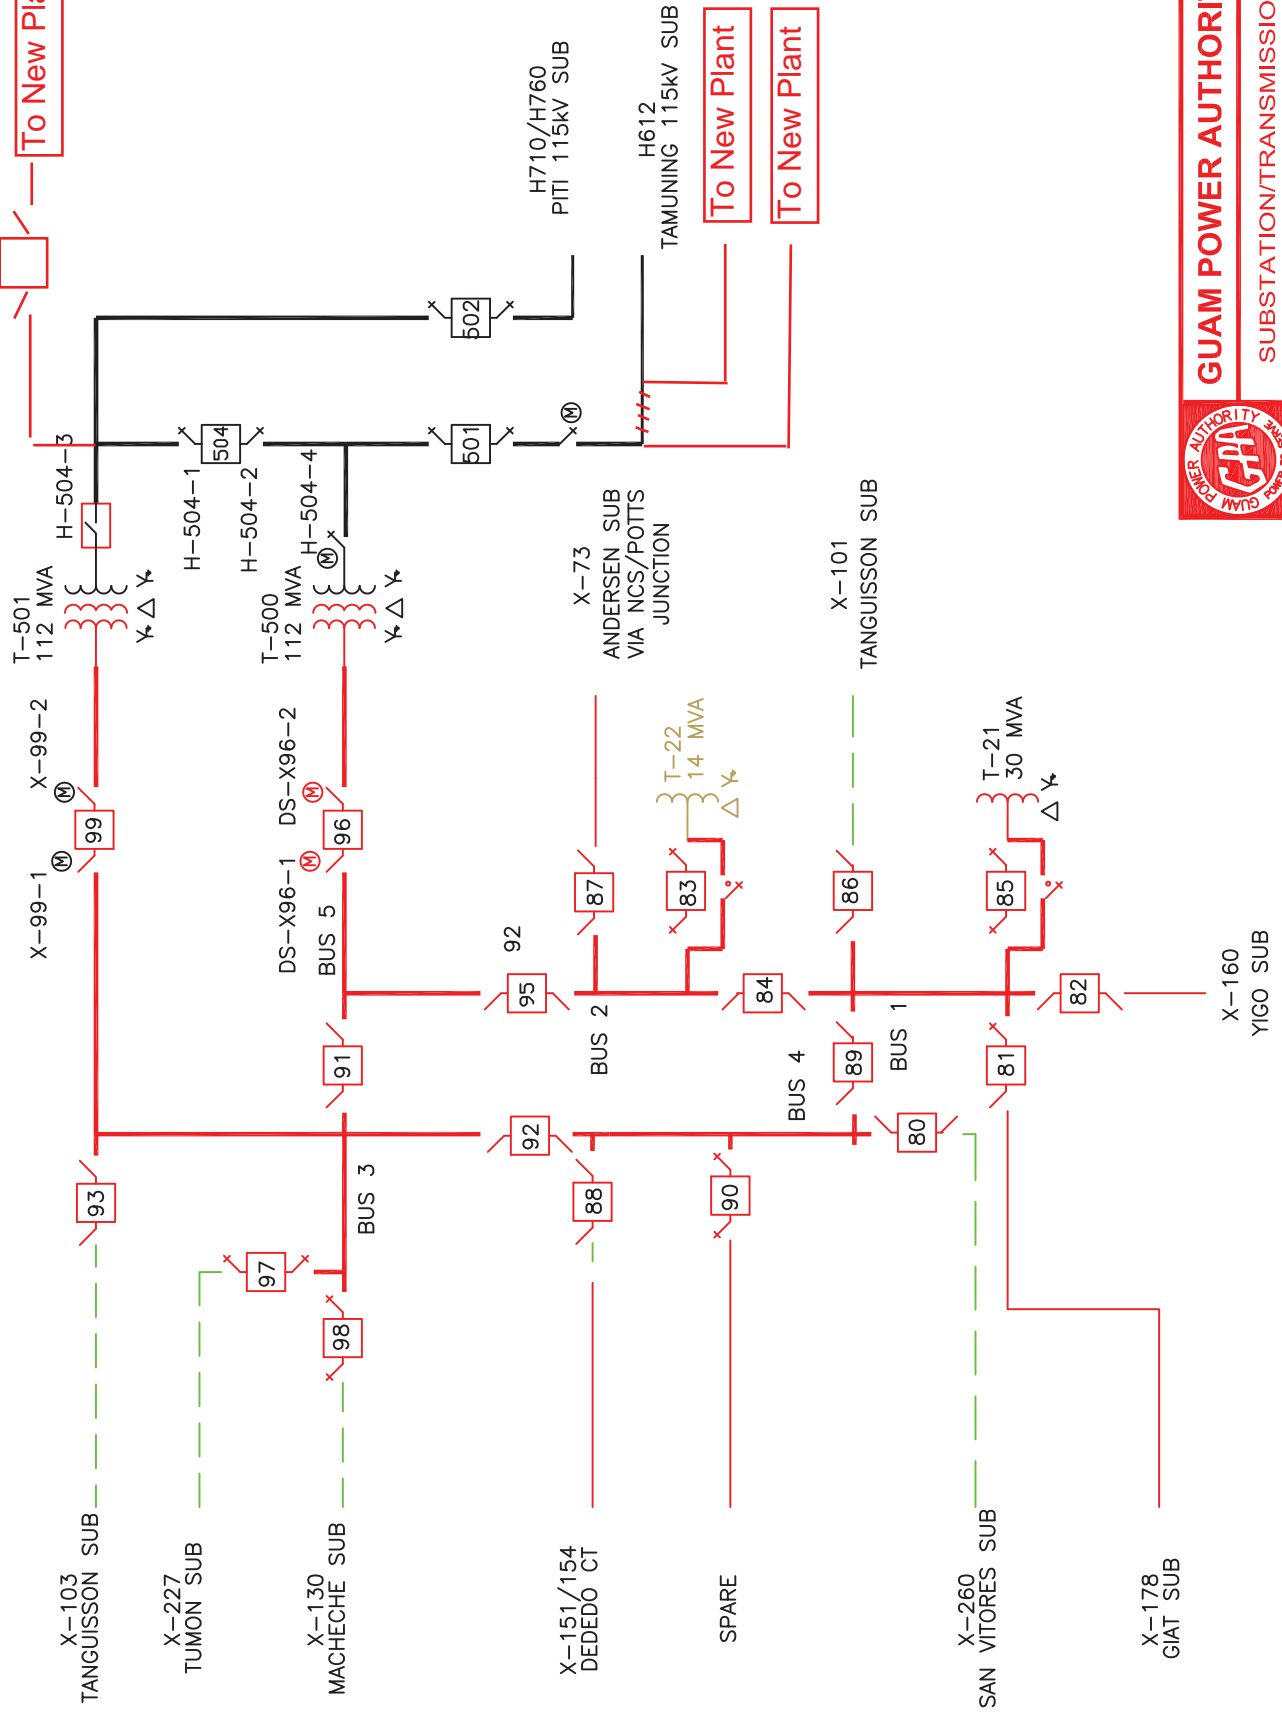 X-103
TANGUISSON SUB
X-227
TUMON SUB
X-130
MACHECHE SUB
X-151/154
DEDEDO CT
SPARE
X-260
SAN VITORES SUB
X-178
GIAT SUB
93
97
98
BUS 3
88
90
92
80
BUS 4
91
89
81
BUS 1
BUS 2
95
92
84
82
X-160
YIGO SUB
X-99-1
M
99
M
X-99-2
BUS 5
DS-X96-1
M
96
M
DS-X96-2
87
83
86
85
T-22
14 MVA
T-21
30 MVA
T-501
112 MVA
T-500
112 MVA
X-73
ANDERSEN SUB
VIA NCS/POTTS
JUNCTION
X-101
TANGUISSON SUB
H-504-3
H-504-1
504
H-504-2
H-504-4
M
501
M
502
H710/H760
PITI 115kV SUB
H612
TAMUNING 115kV SUB
To New Pla
To New Plant
To New Plant
GUAM POWER AUTHORI
SUBSTATION/TRANSMISSIO
GUAM POWER AUTHORITY
GPA